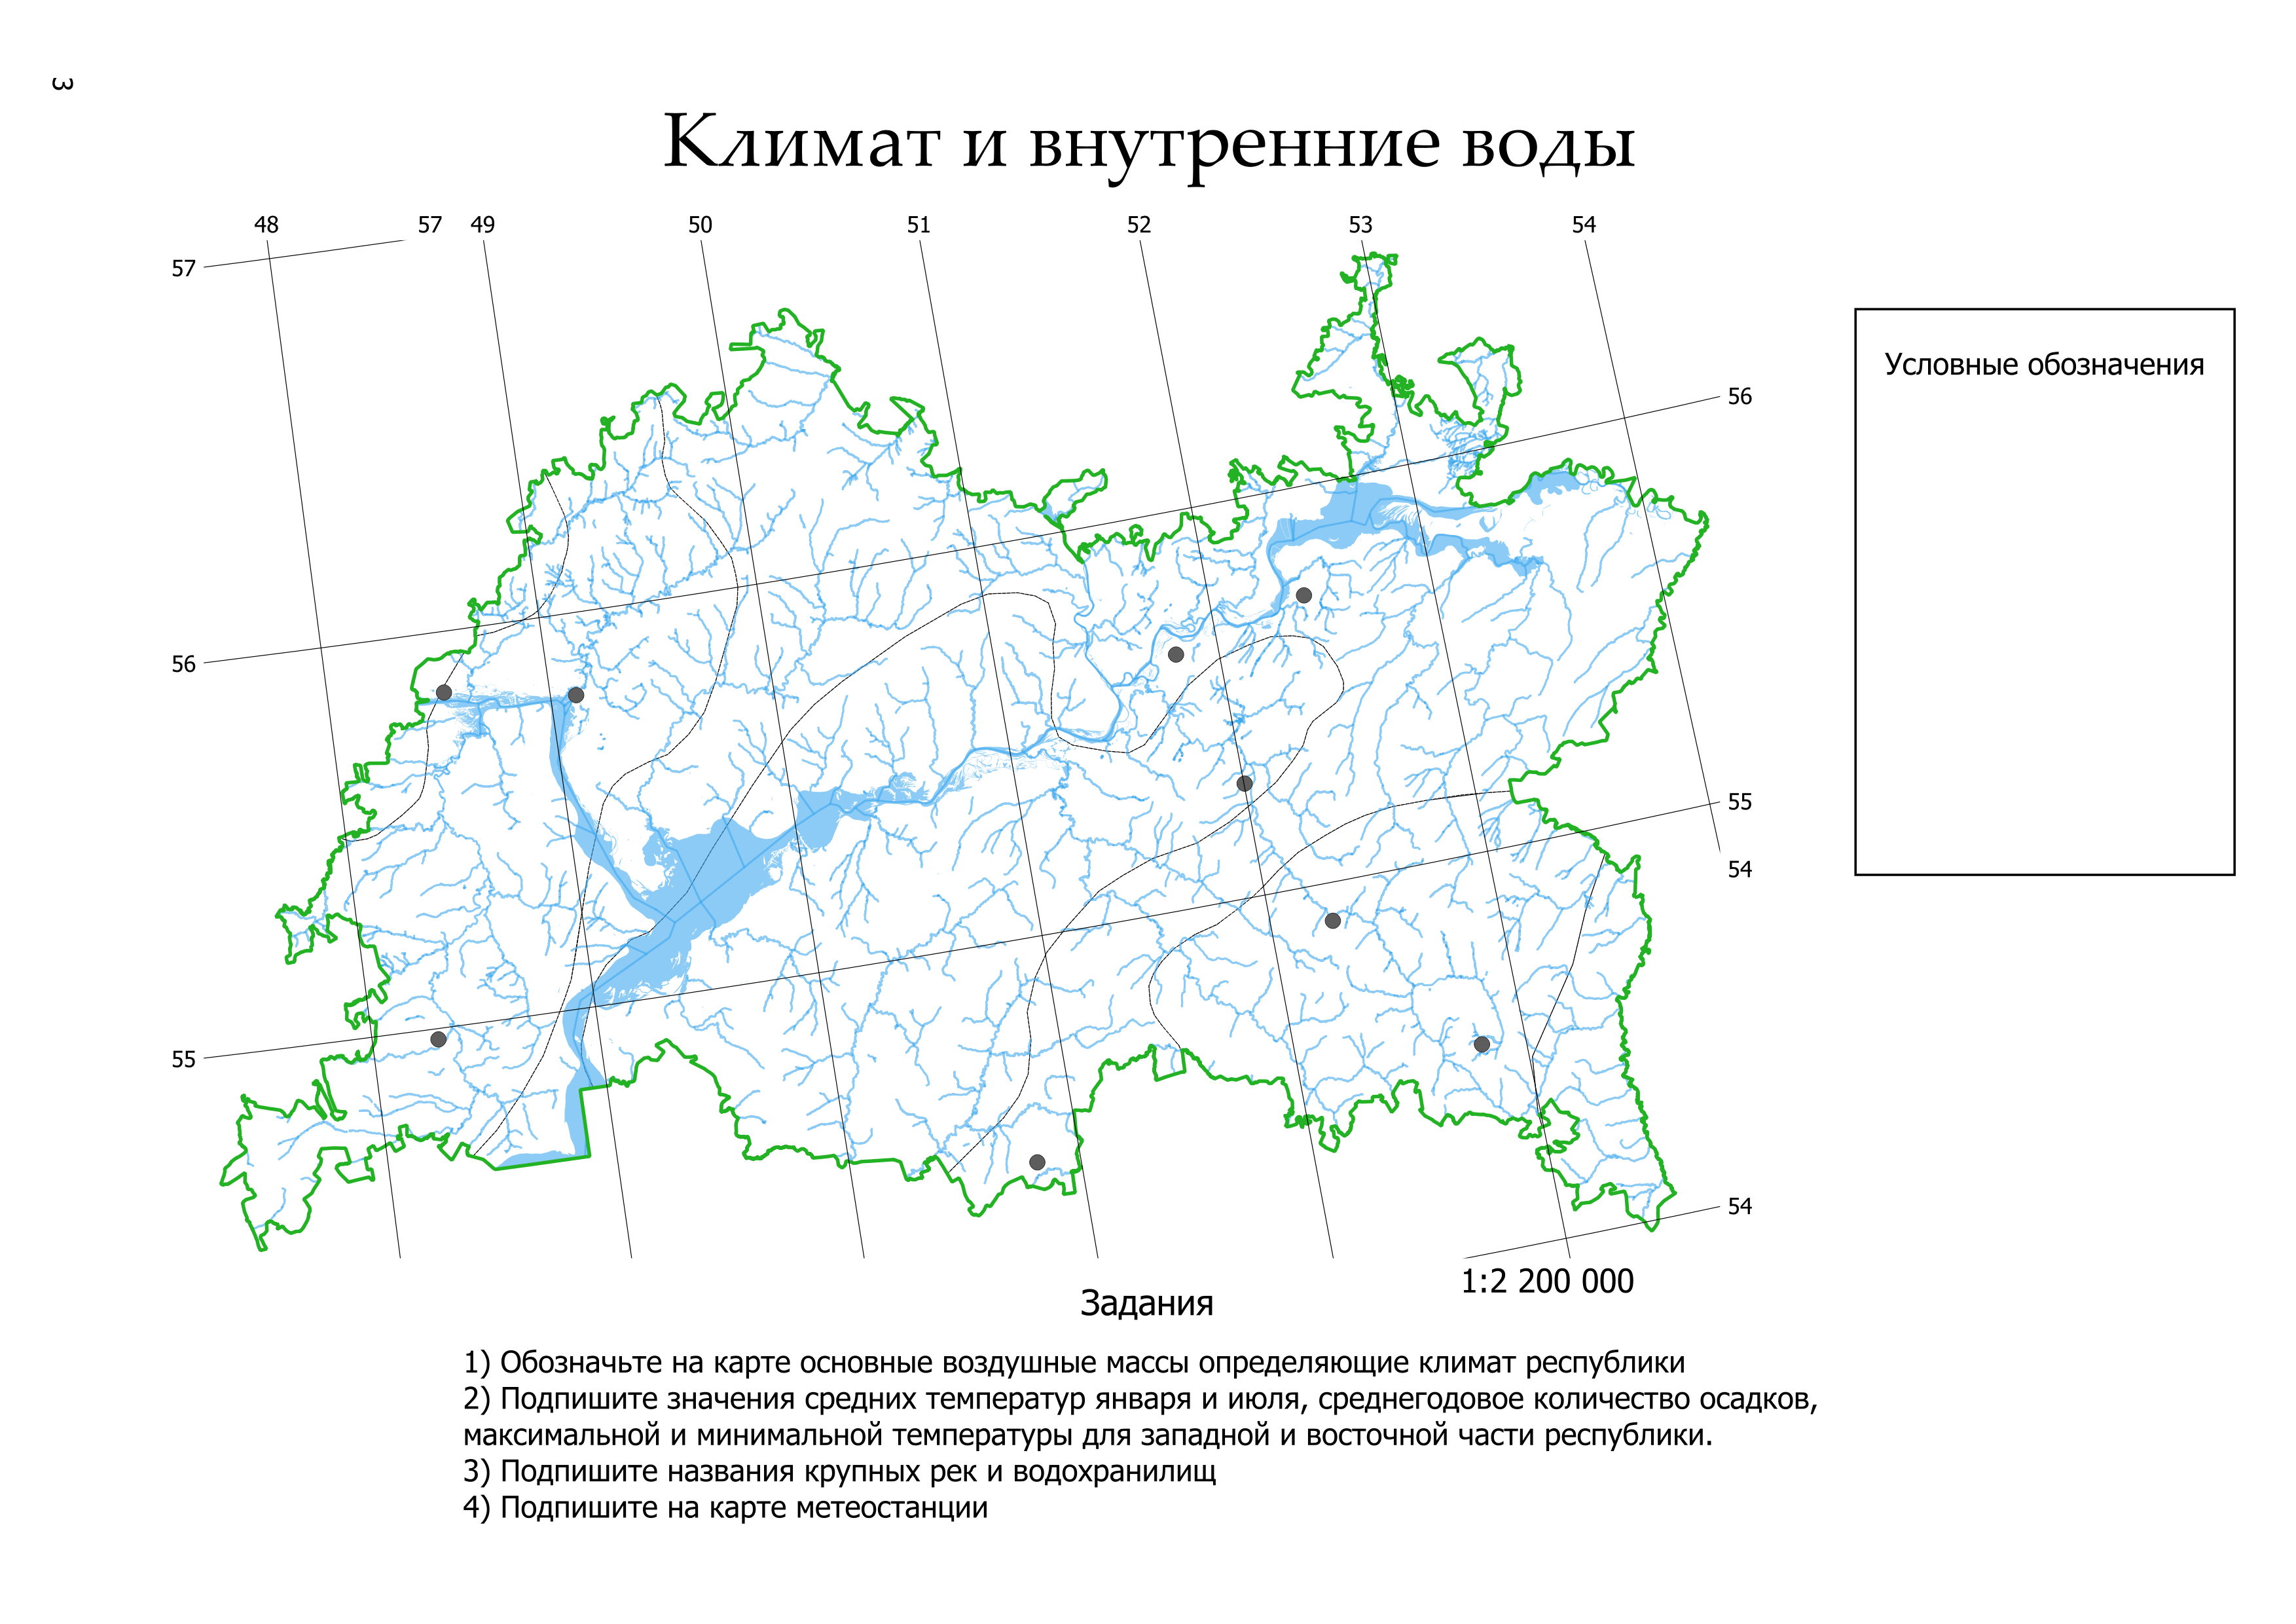 3
Климат и внутренние воды
48 57 49 50 51 52 53 54
57
56
Условные обозначения
56
55
54
55
54
1:2 200 000
Задания
1) Обозначьте на карте основные воздушные массы определяющие климат республики
2) Подпишите значения средних температур января и июля, среднегодовое количество осадков,
максимальной и минимальной температуры для западной и восточной части республики.
3) Подпишите названия крупных рек и водохранилищ
4) Подпишите на карте метеостанции